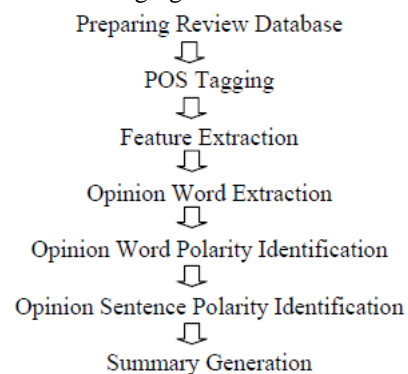 Preparing Review Database
POS Tagging
Feature Extraction
Opinion Word Extraction
Opinion Word Polarity Identification
Opinion Sentence Polarity Identification
Summary Generation